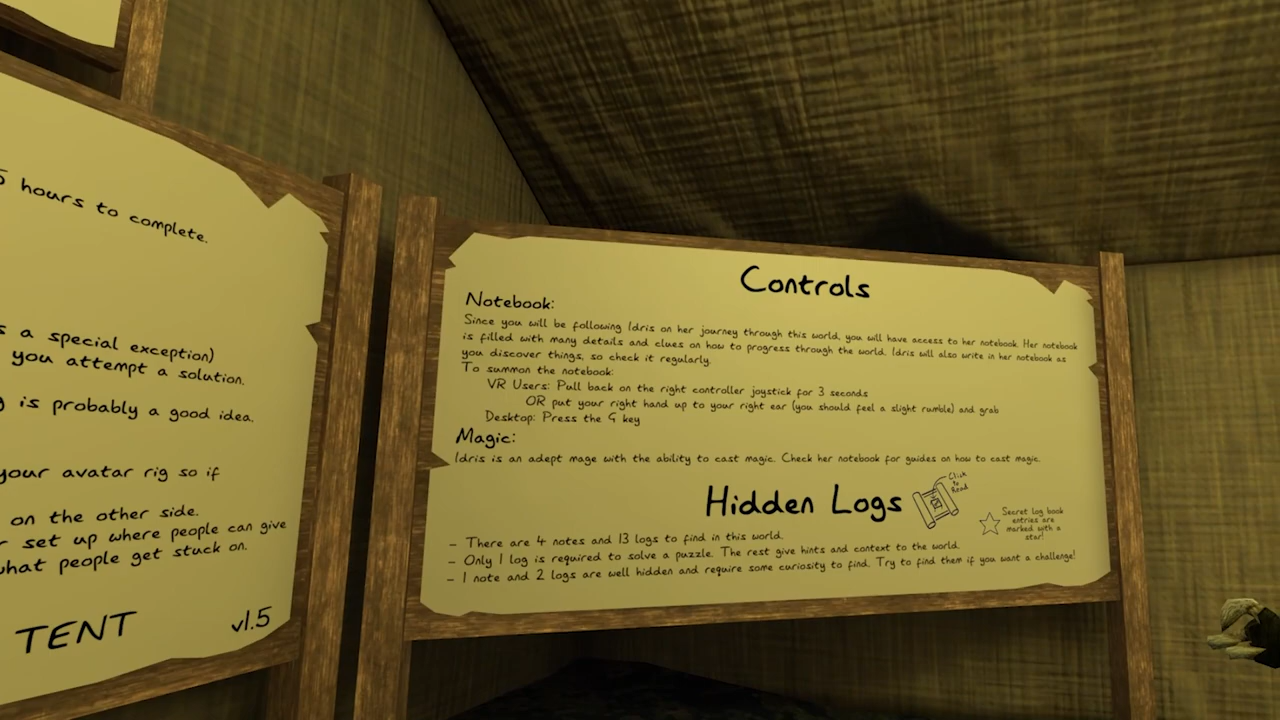 5 hours to complete.
s a special exception)
you attempt a solution.
g is probably a good idea.
your avatar rig so if
on the other side.
r set up where people can give
what people get stuck on.
TENT
v1.5
Controls
Notebook:
Since you will be following Idris on her journey through this world, you will have access to her notebook. Her notebook
is filled with many details and clues on how to progress through the world. Idris will also write in her notebook as
you discover things, so check it regularly.
To summon the notebook:
VR Users: Pull back on the right controller joystick for 3 seconds
OR put your right hand up to your right ear (you should feel a slight rumble) and grab
Desktop: Press the G key
Magic:
Idris is an adept mage with the ability to cast magic. Check her notebook for guides on how to cast magic.
Hidden Logs
Click
to
Read
Secret log book
entries are
marked with a
star!
- There are 4 notes and 13 logs to find in this world.
- Only 1 log is required to solve a puzzle. The rest give hints and context to the world.
- 1 note and 2 logs are well hidden and require some curiosity to find. Try to find them if you want a challenge!